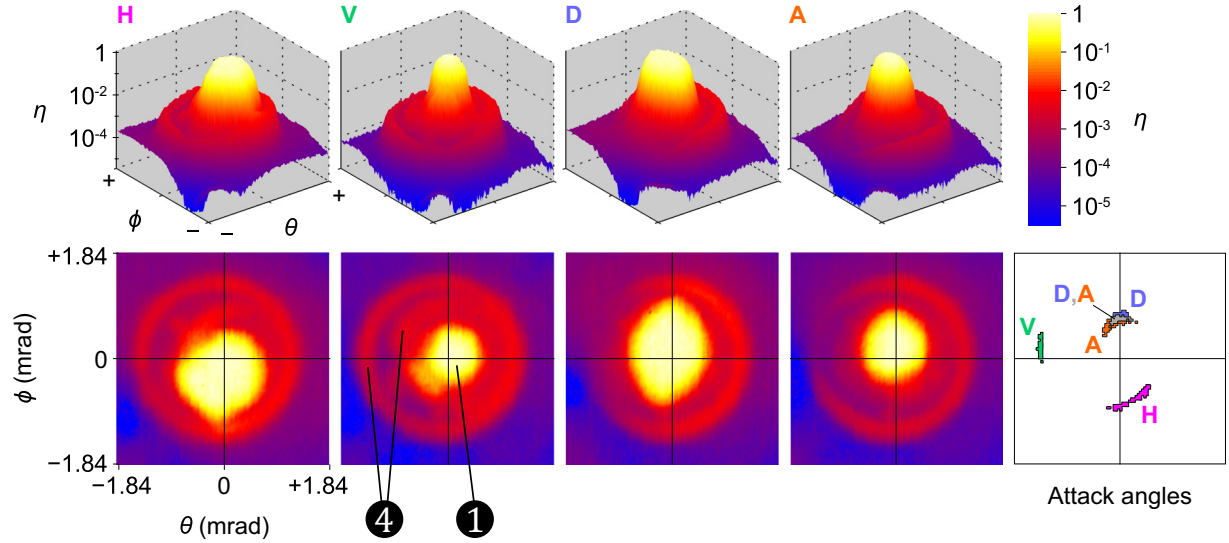 H
V
D
A
1
10⁻²
10⁻⁴
η
+
ϕ
−
−
θ
+
1
10⁻¹
10⁻²
10⁻³
10⁻⁴
10⁻⁵
η
+1.84
0
−1.84
ϕ (mrad)
−1.84
0
+1.84
θ (mrad)
4
1
D,A
D
V
A
H
Attack angles